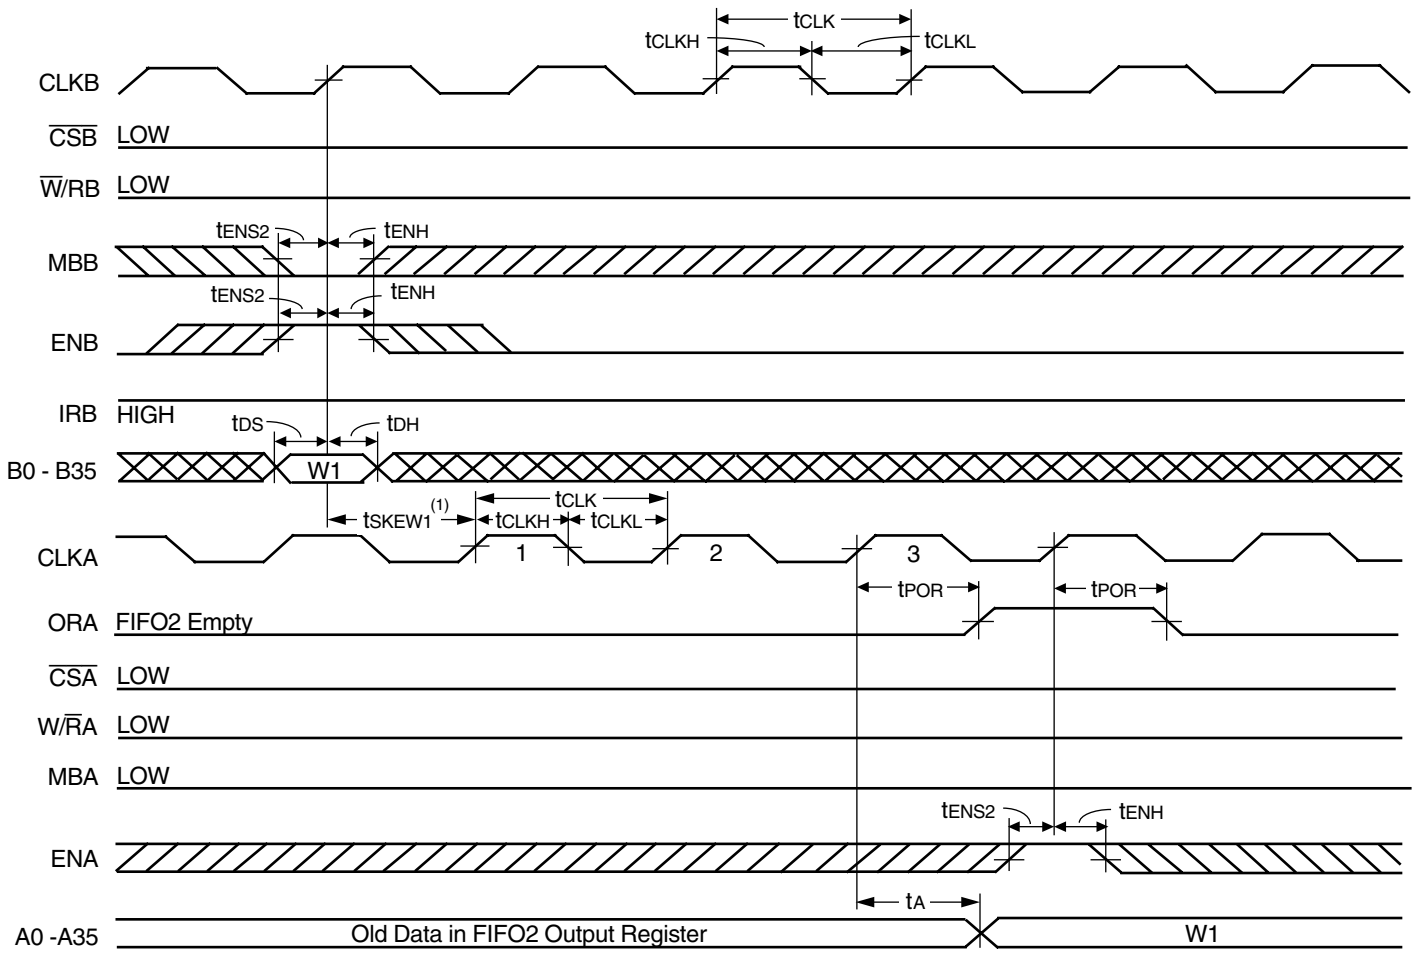 tCLK
tCLKH tCLKL
CLKB
CSB LOW
W/RB LOW
tENS2 tENH
MBB
tENS2 tENH
ENB
IRB HIGH
tDS tDH
B0 - B35 W1
tCLK
tSKEW1(1) tCLKH tCLKL
CLKA 1 2 3
tPOR tPOR
ORA FIFO2 Empty
CSA LOW
W/RA LOW
MBA LOW
tENS2 tENH
ENA
tA
A0 -A35 Old Data in FIFO2 Output Register W1